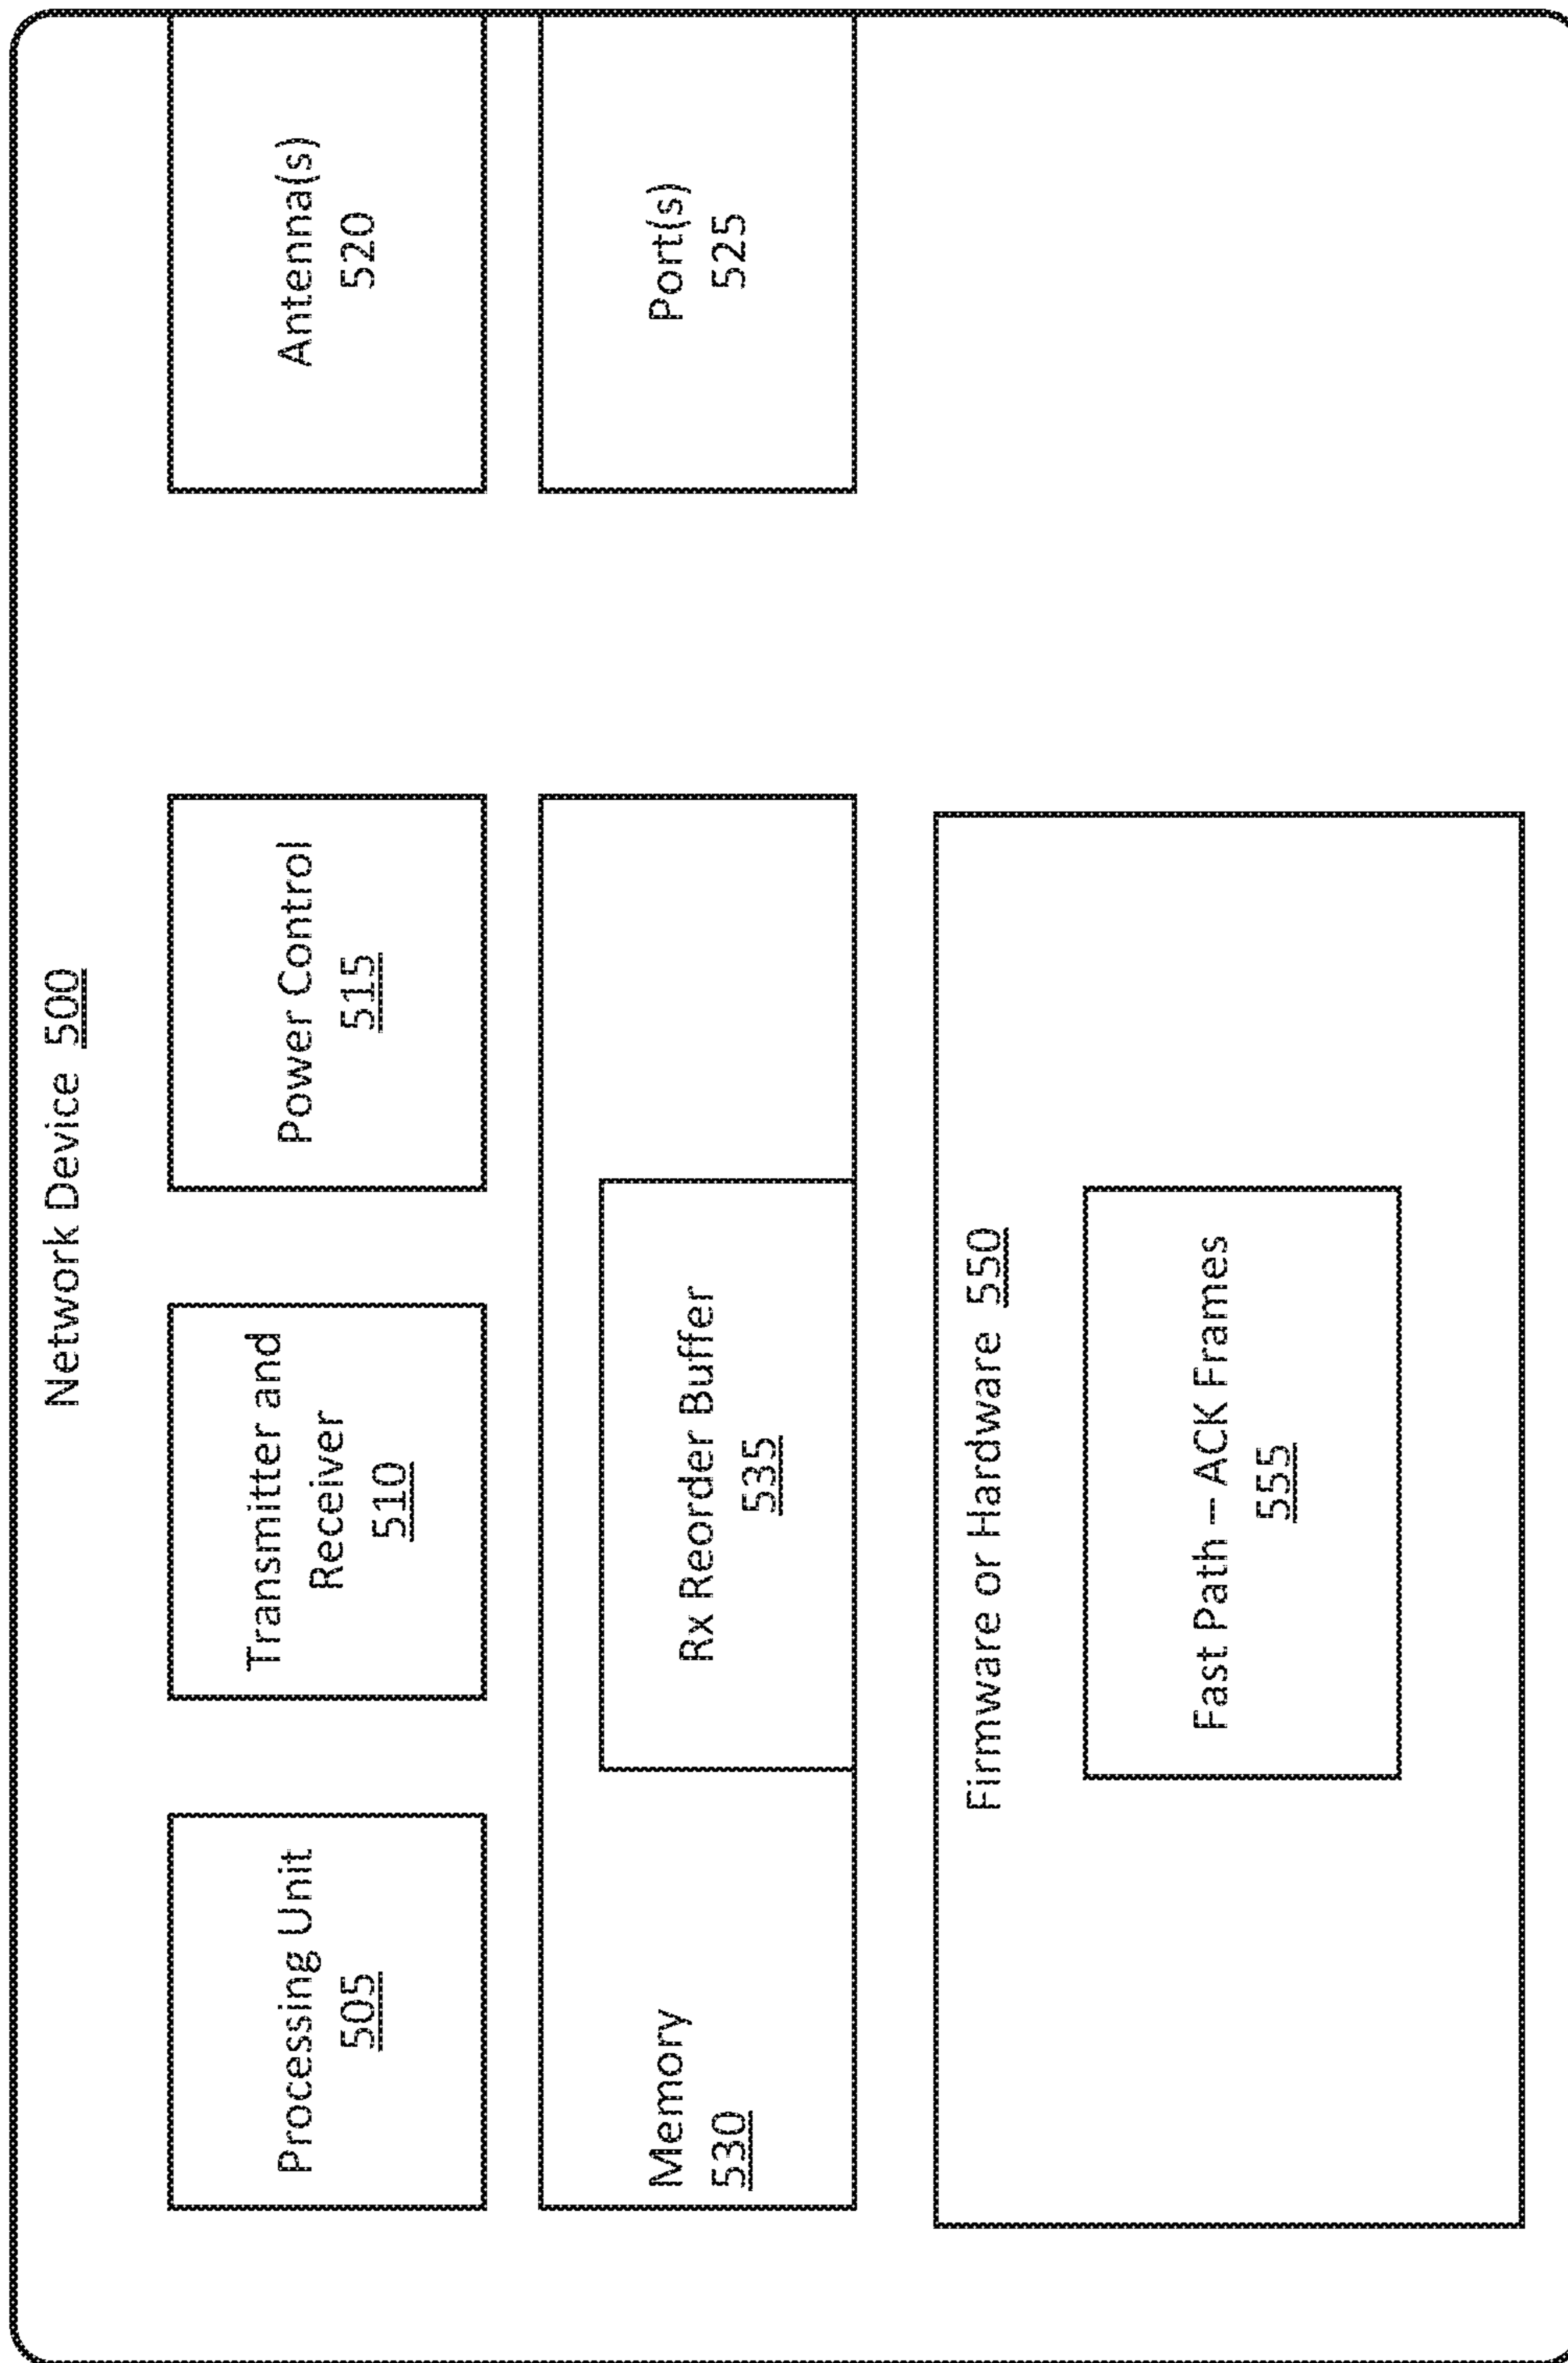 Network Device 500
Processing Unit
505
Transmitter and
Receiver
510
Power Control
515
Antenna(s)
520
Memory
530
Rx Reorder Buffer
535
Port(s)
525
Firmware or Hardware 550
Fast Path – ACK Frames
555